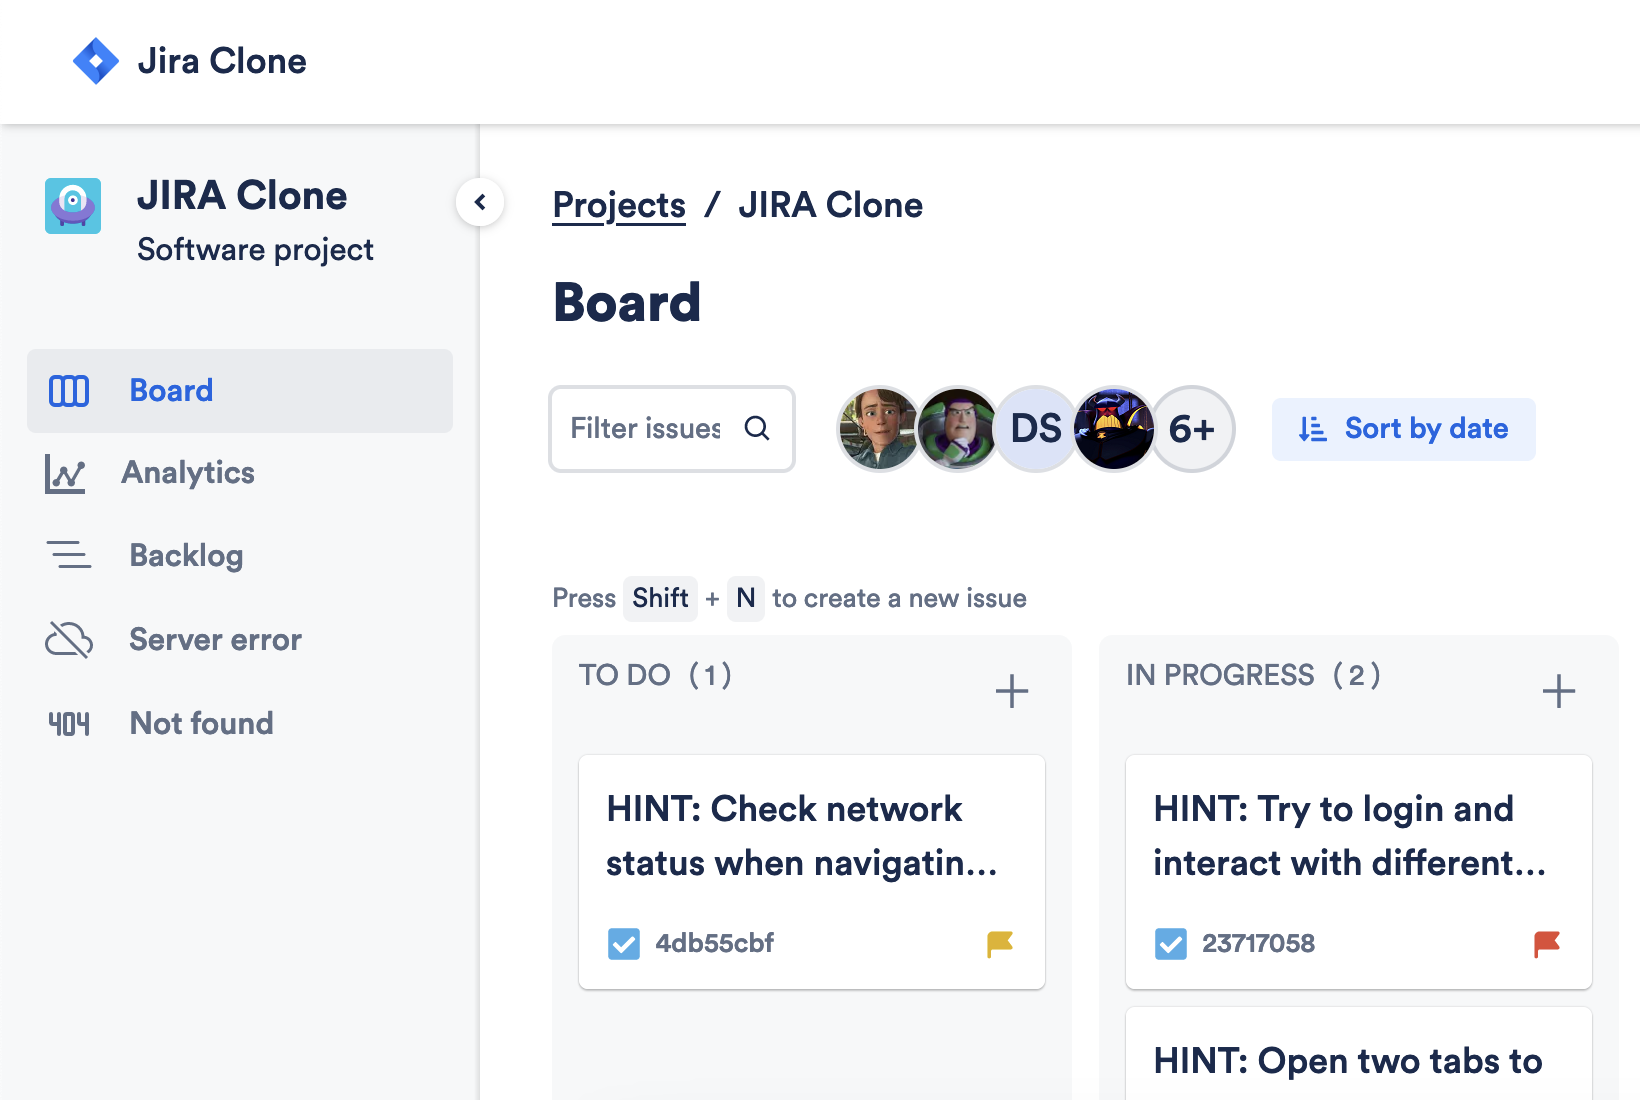 Jira Clone
JIRA Clone
Software project
Board
Analytics
Backlog
Server error
404 Not found
Projects / JIRA Clone
Board
Filter issues
DS
6+
Sort by date
Press Shift + N to create a new issue
TO DO (1)
HINT: Check network
status when navigatin...
4db55cbf
IN PROGRESS (2)
HINT: Try to login and
interact with different...
23717058
HINT: Open two tabs to